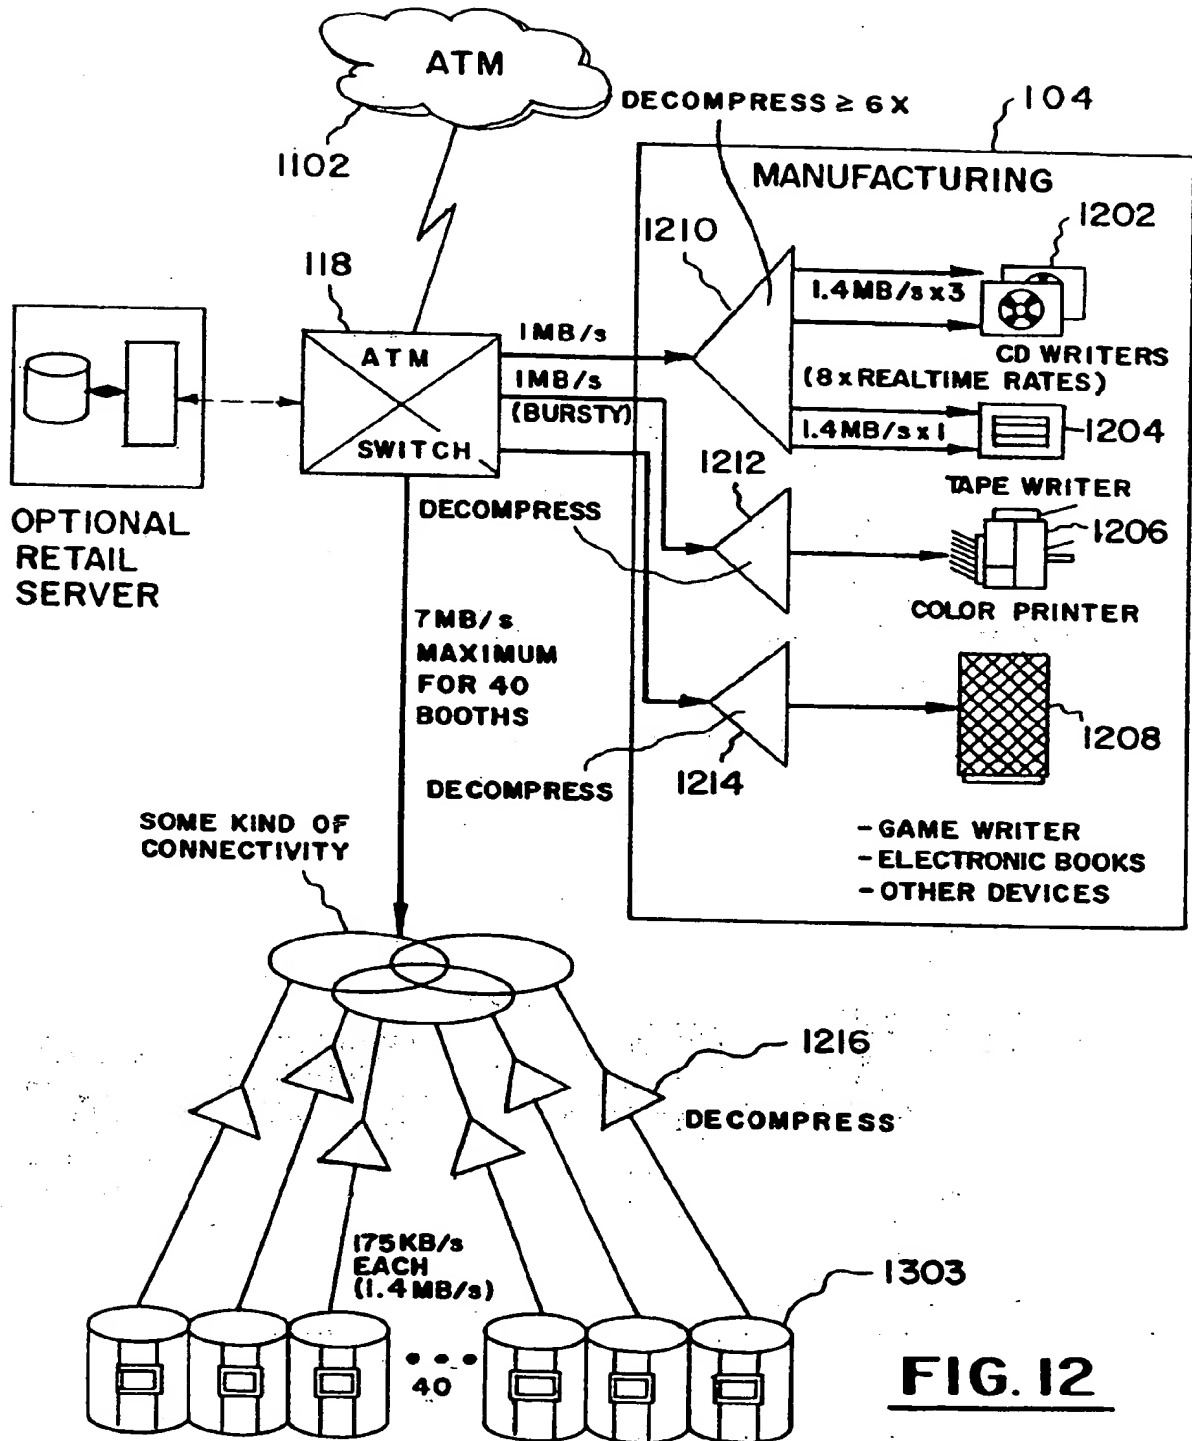 ATM
1102
DECOMPRESS ≥ 6X
104
MANUFACTURING
1210
1202
118
1.4MB/s x 3
ATM
SWITCH
1MB/s
1MB/s
(BURSTY)
CD WRITERS
(8 x REALTIME RATES)
1.4MB/s x 1
1204
TAPE WRITER
OPTIONAL
RETAIL
SERVER
DECOMPRESS
1212
1206
COLOR PRINTER
7MB/s
MAXIMUM
FOR 40
BOOTHS
DECOMPRESS
1214
1208
SOME KIND OF
CONNECTIVITY
- GAME WRITER
- ELECTRONIC BOOKS
- OTHER DEVICES
1216
DECOMPRESS
175KB/s
EACH
(1.4MB/s)
1303
40
FIG. 12